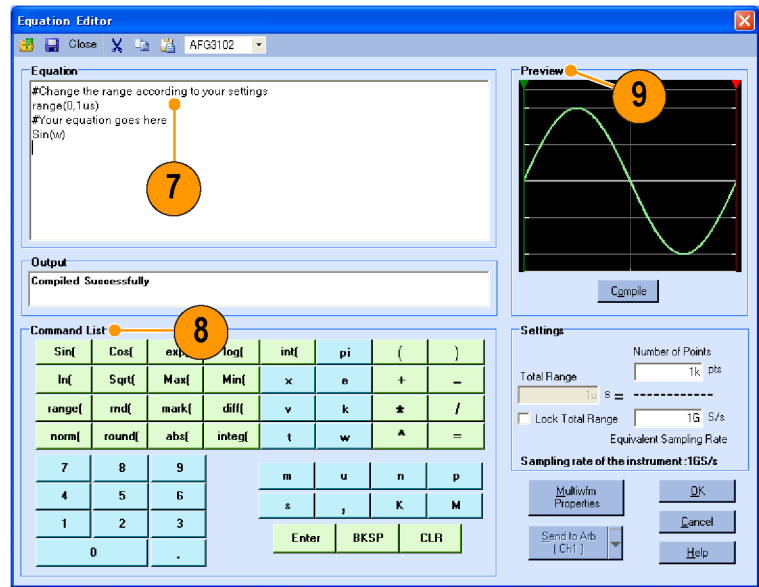 Equation Editor
Close AFG3102
Equation
#Change the range according to your settings
range(0,1us)
#Your equation goes here
Sin(w)
7
Output
Compiled Successfully
Preview
9
Compile
Command List
8
Sin( Cos( exp( log( int( pi ( )
ln( Sqrt( Max( Min( x e + -
range( rnd( mark( diff( v k * /
norm( round( abs( integ( t w ^ =
7 8 9
4 5 6
1 2 3
0 .
m u n p
s , K M
Enter BKSP CLR
Settings
Number of Points
Total Range 1k pts
1u s = ------------
Lock Total Range 1G S/s
Equivalent Sampling Rate
Sampling rate of the instrument :1GS/s
Multiwfm Properties
OK
Cancel
Send to Arb (Ch1)
Help